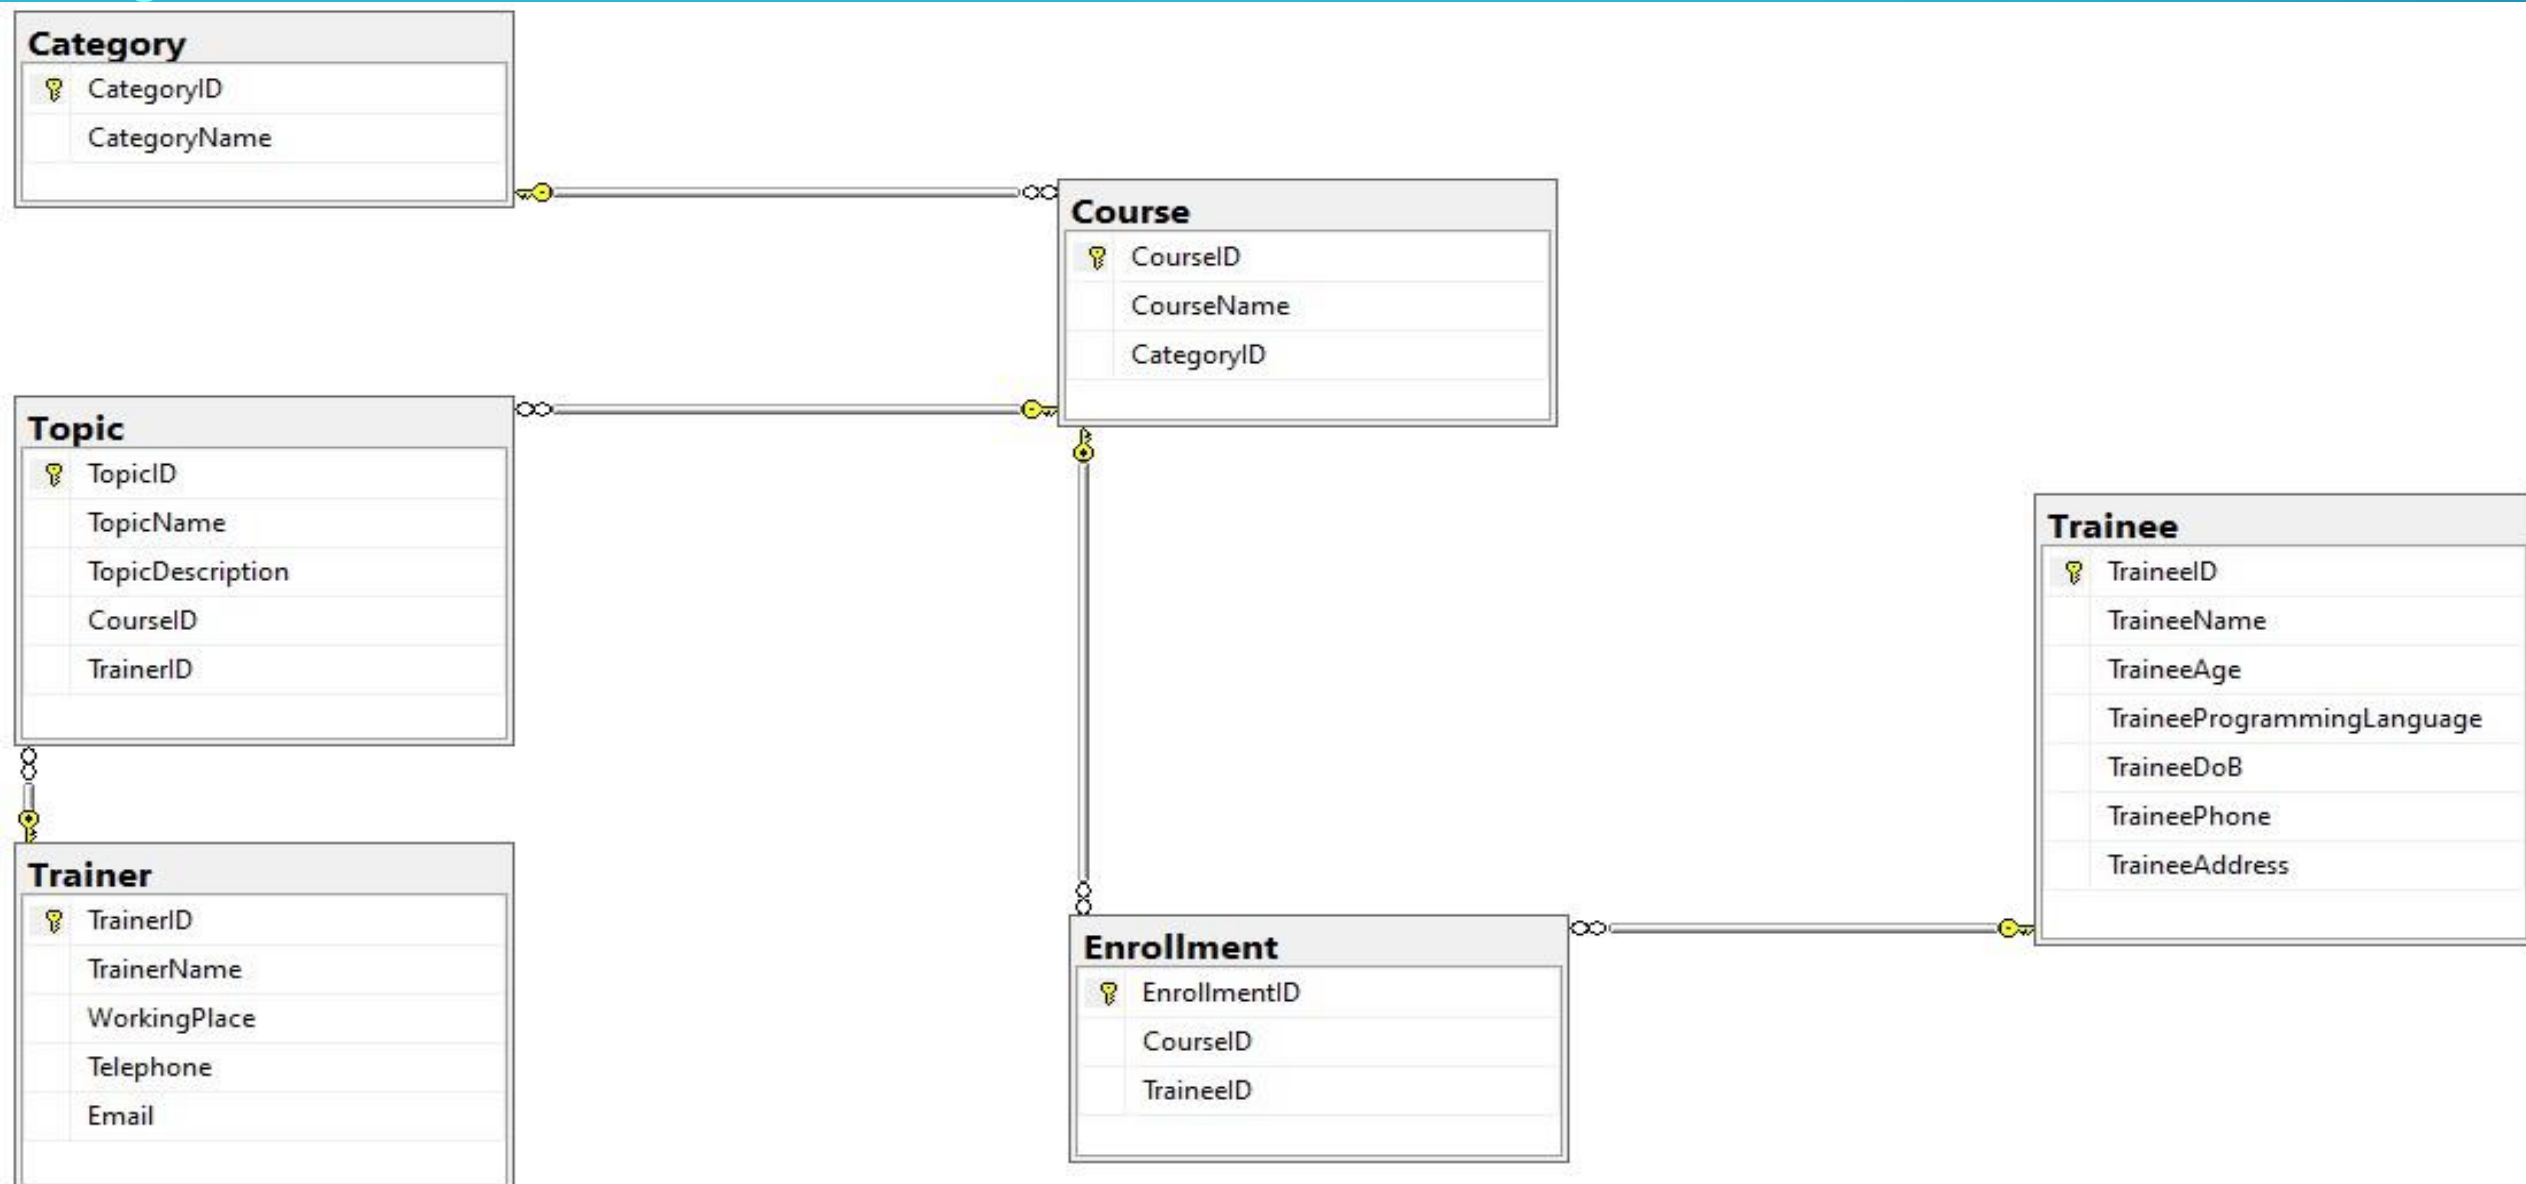 Category
CategoryID
CategoryName
Course
CourseID
CourseName
CategoryID
Topic
TopicID
TopicName
TopicDescription
CourseID
TrainerID
Trainee
TraineeID
TraineeName
TraineeAge
TraineeProgrammingLanguage
TraineeDoB
TraineePhone
TraineeAddress
Trainer
TrainerID
TrainerName
WorkingPlace
Telephone
Email
Enrollment
EnrollmentID
CourseID
TraineeID